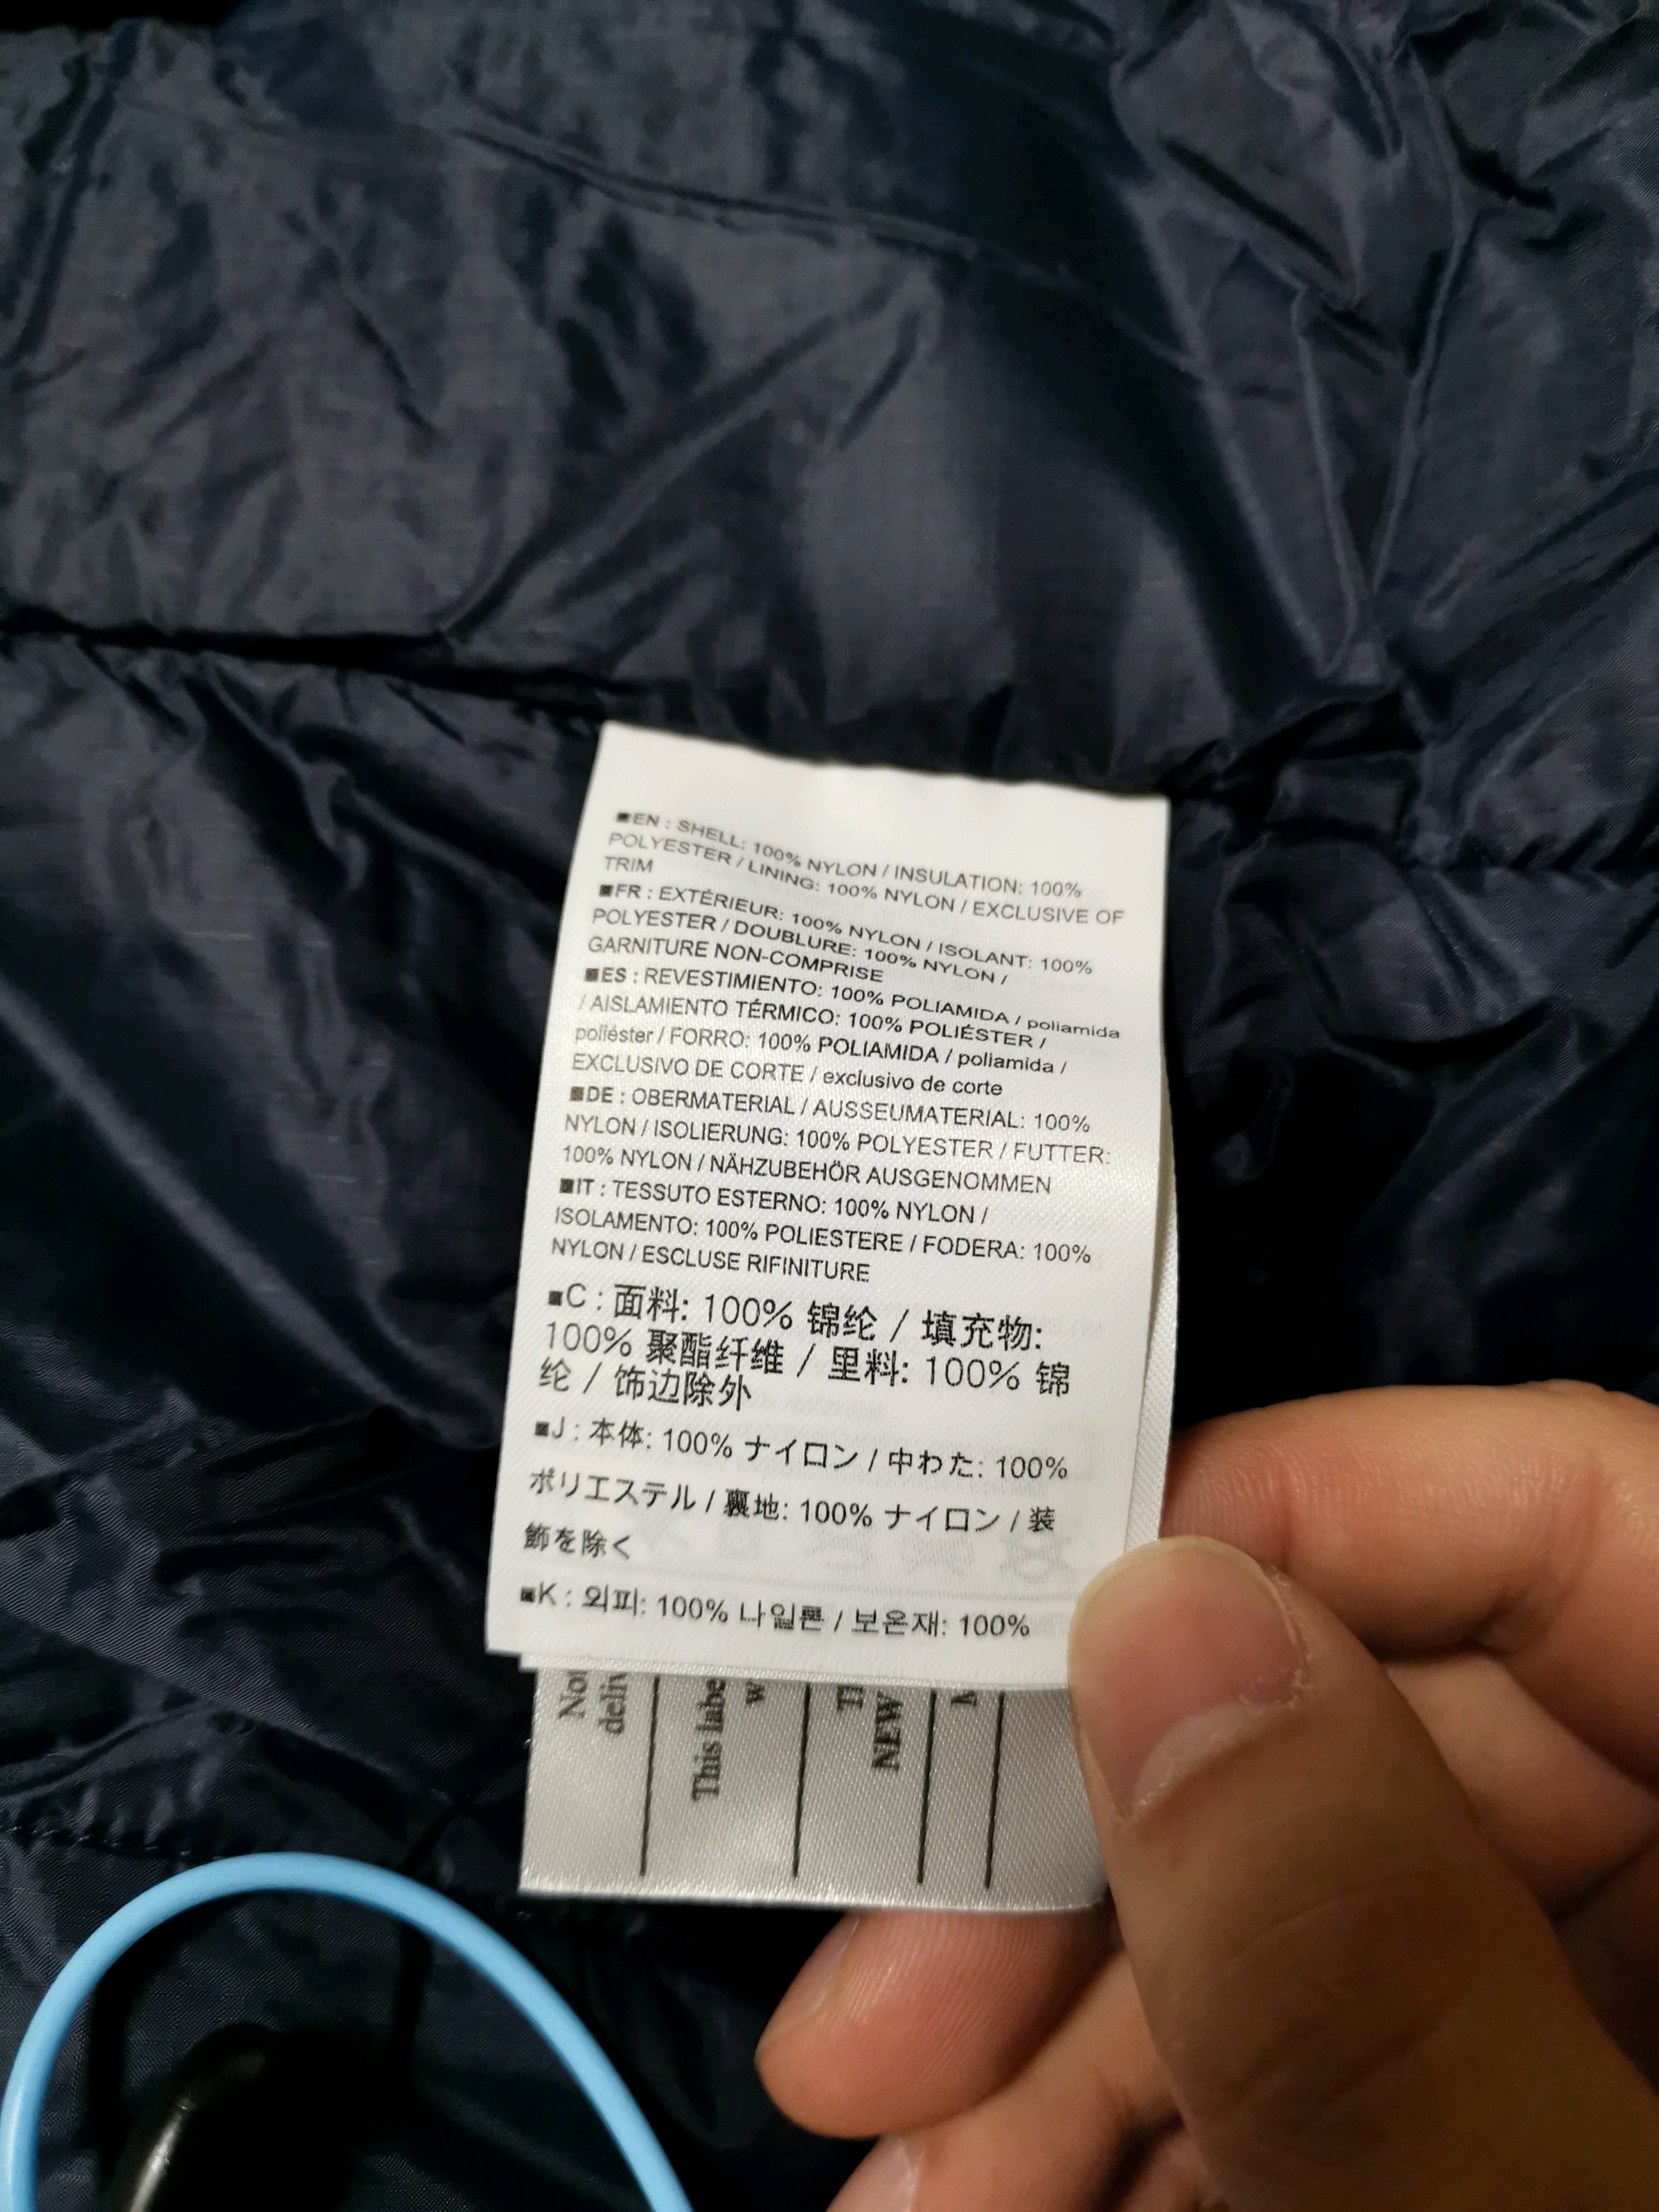 ■EN : SHELL: 100% NYLON / INSULATION: 100%
POLYESTER / LINING: 100% NYLON / EXCLUSIVE OF
TRIM
■FR : EXTÉRIEUR: 100% NYLON / ISOLANT: 100%
POLYESTER / DOUBLURE: 100% NYLON /
GARNITURE NON-COMPRISE
■ES : REVESTIMIENTO: 100% POLIAMIDA / poliamida
/ AISLAMIENTO TÉRMICO: 100% POLIÉSTER /
poliéster / FORRO: 100% POLIAMIDA / poliamida /
EXCLUSIVO DE CORTE / exclusivo de corte
■DE : OBERMATERIAL / AUSSEUMATERIAL: 100%
NYLON / ISOLIERUNG: 100% POLYESTER / FUTTER:
100% NYLON / NÄHZUBEHÖR AUSGENOMMEN
■IT : TESSUTO ESTERNO: 100% NYLON /
ISOLAMENTO: 100% POLIESTERE / FODERA: 100%
NYLON / ESCLUSE RIFINITURE
■C : 面料: 100% 锦纶 / 填充物:
100% 聚酯纤维 / 里料: 100% 锦
纶 / 饰边除外
■J : 本体: 100% ナイロン / 中わた: 100%
ポリエステル / 裏地: 100% ナイロン / 装
飾を除く
■K : 외피: 100% 나일론 / 보온재: 100%
Not
deliv
This labe
w
NEW